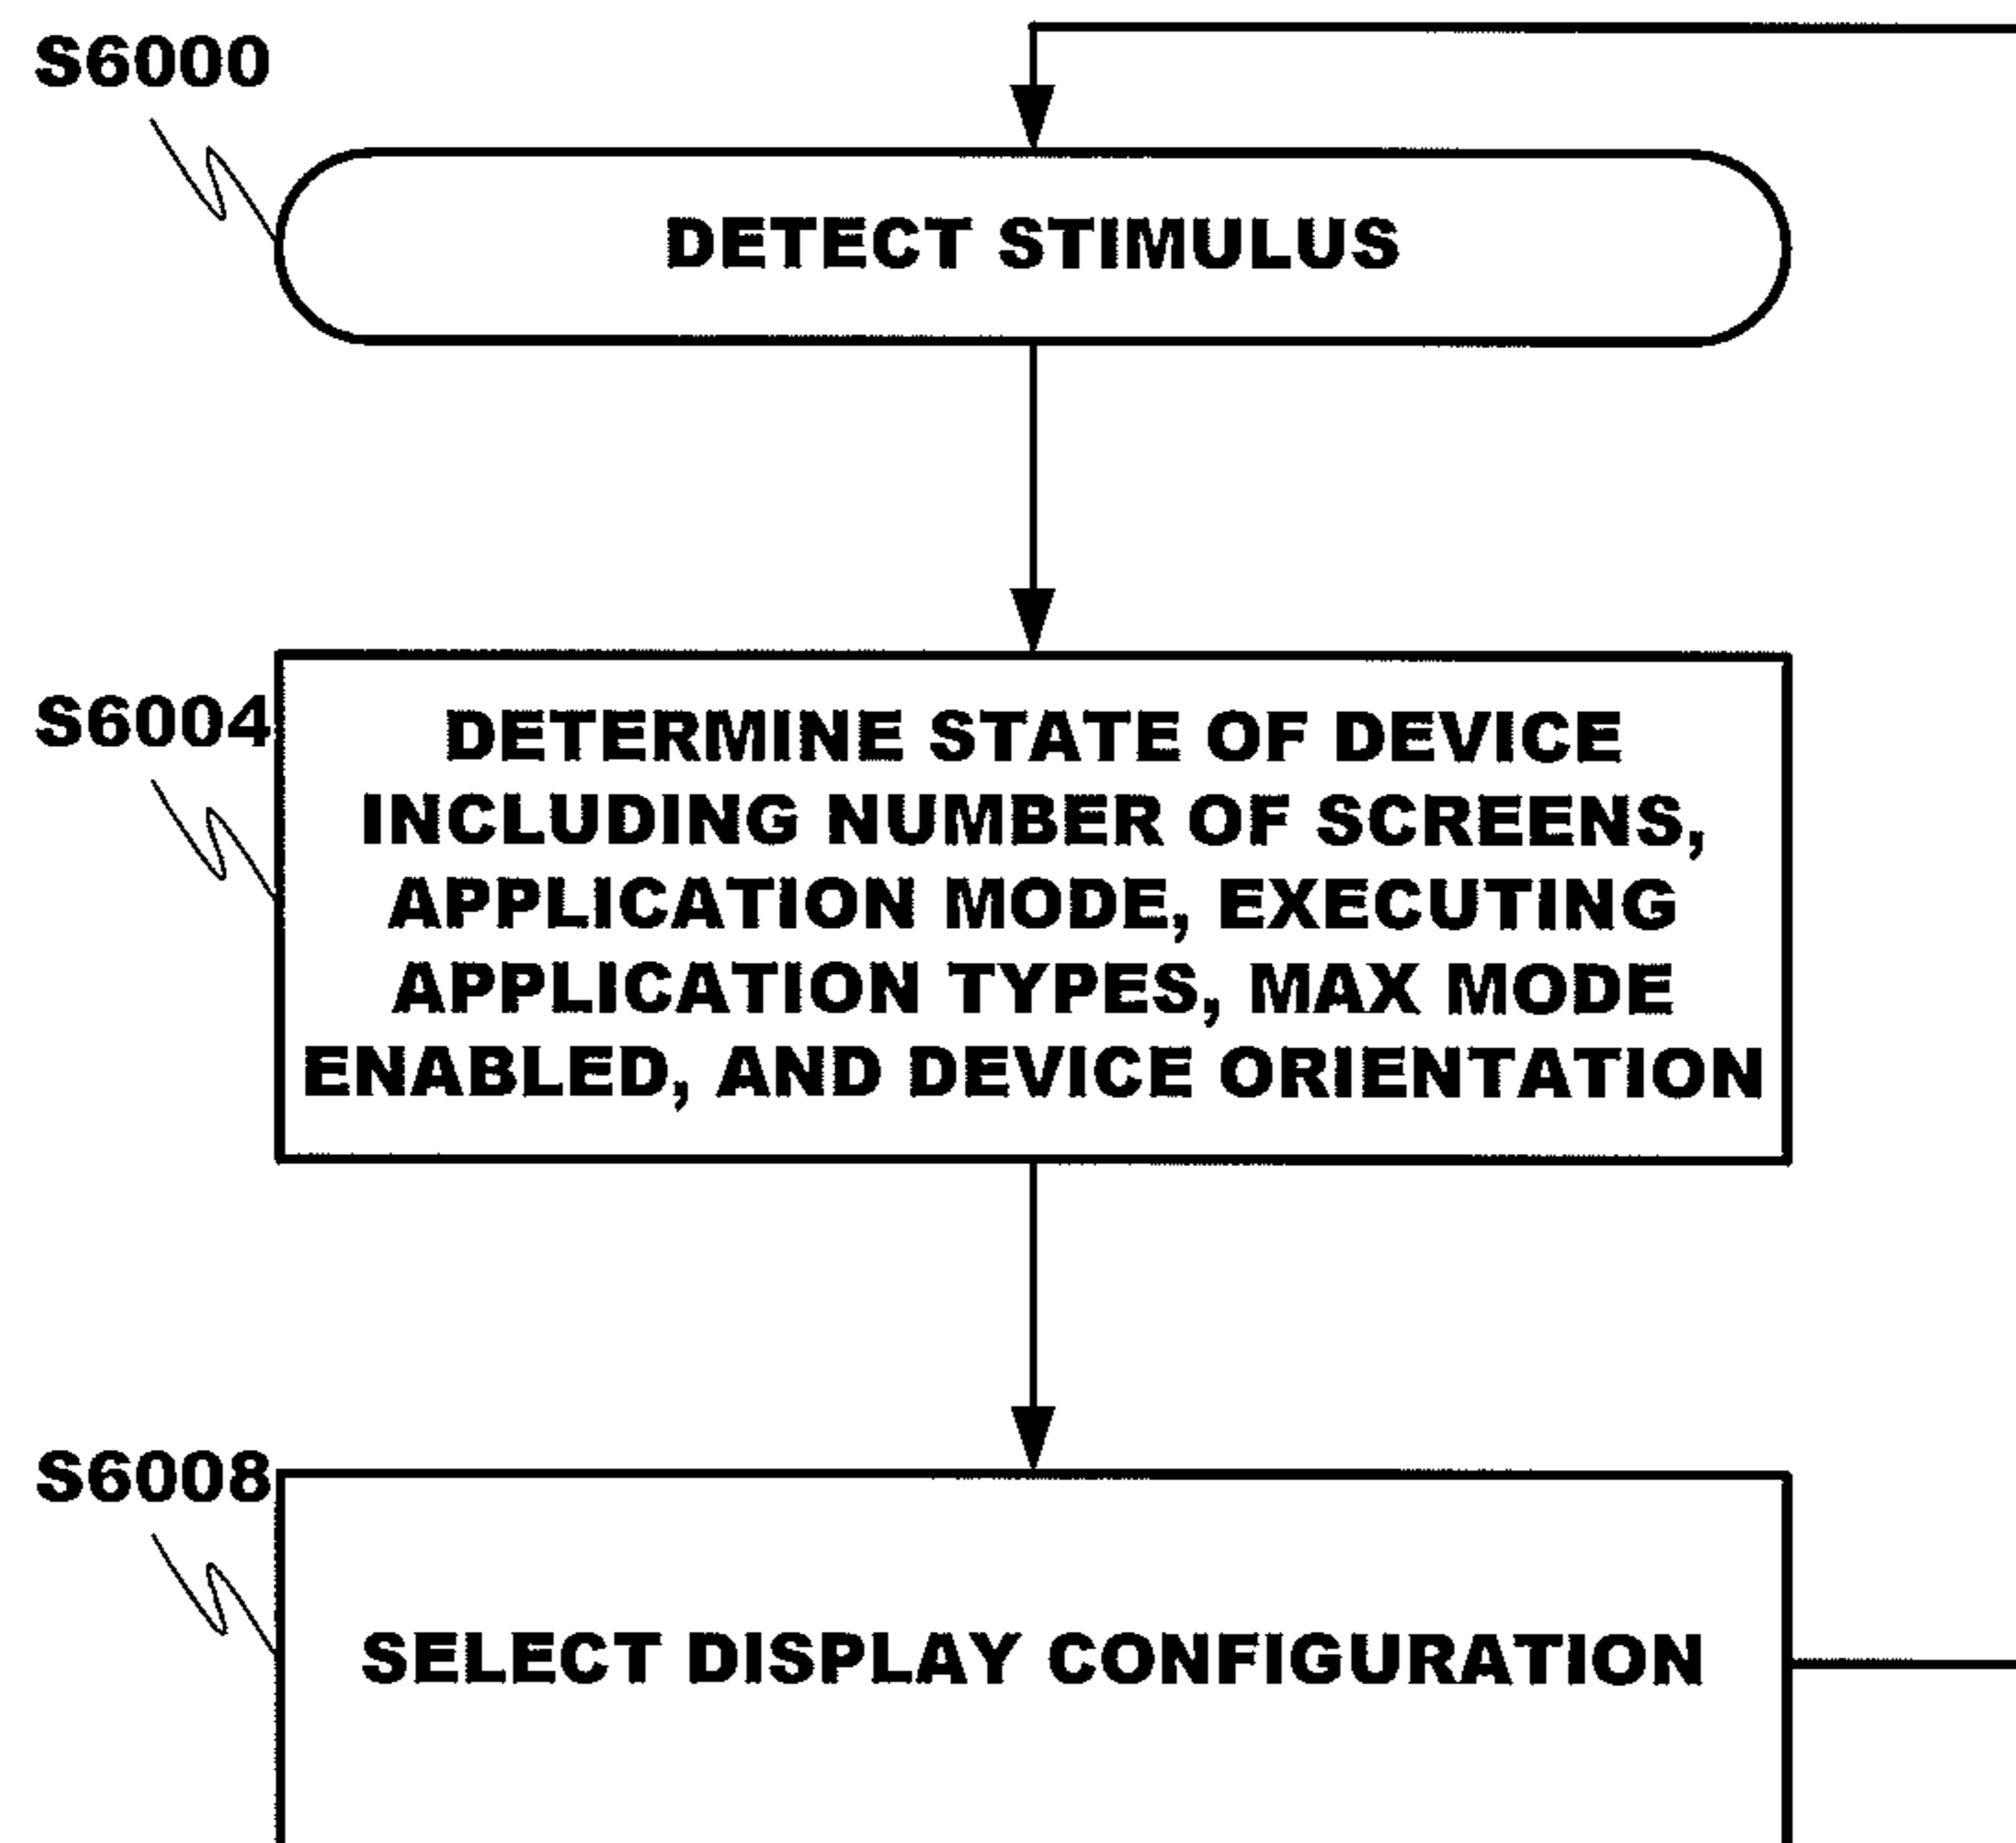 S6000
DETECT STIMULUS
S6004
DETERMINE STATE OF DEVICE
INCLUDING NUMBER OF SCREENS,
APPLICATION MODE, EXECUTING
APPLICATION TYPES, MAX MODE
ENABLED, AND DEVICE ORIENTATION
S6008
SELECT DISPLAY CONFIGURATION